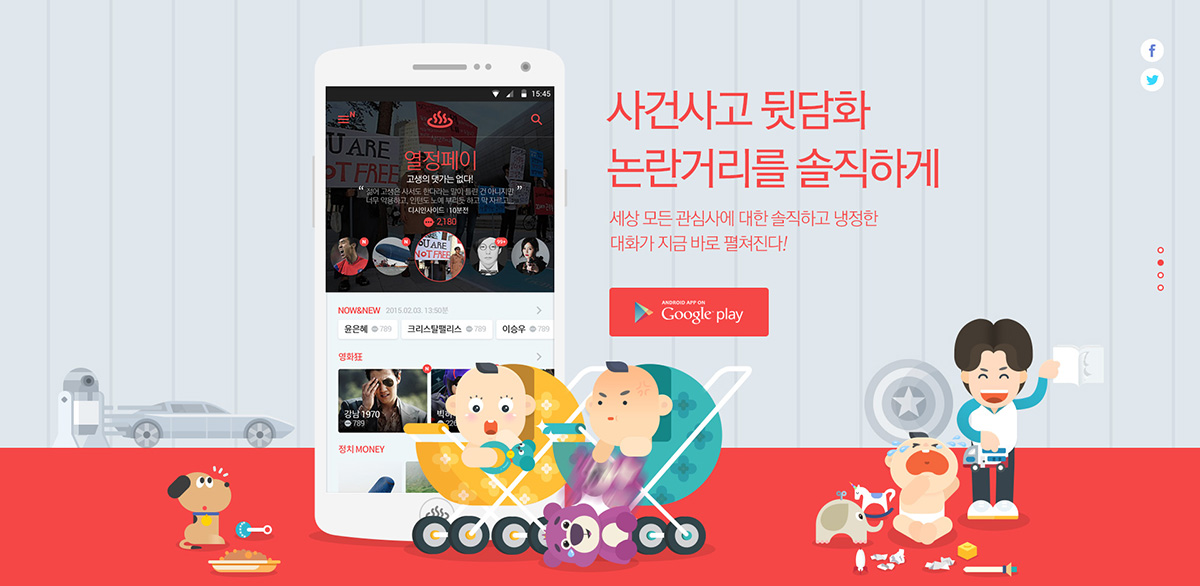 15:45
N
YOU ARE
NOT FREE
열정페이
고생의 댓가는 없다!
“ 젊어 고생은 사서도 한다라는 말이 틀린 건 아니지만 ”
너무 악용하고, 인턴도 노예 부리듯 하고 막 자르고...
디시인사이드 | 10분전
2,180
N
N
99+
YOU ARE
NOT FREE
NOW&NEW 2015.02.03. 13:50분
윤은혜 789
크리스탈팰리스 789
이승우 789
영화狂
N
강남 1970
789
정치 MONEY
사건사고 뒷담화
논란거리를 솔직하게
세상 모든 관심사에 대한 솔직하고 냉정한
대화가 지금 바로 펼쳐진다!
ANDROID APP ON
Google play
f